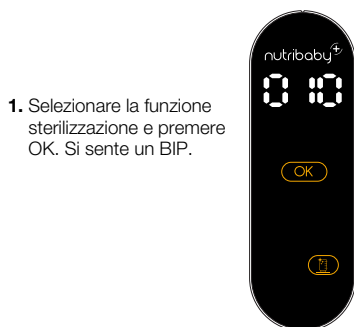 1. Selezionare la funzione
sterilizzazione e premere
OK. Si sente un BIP.
nutribaby+
0 10
OK